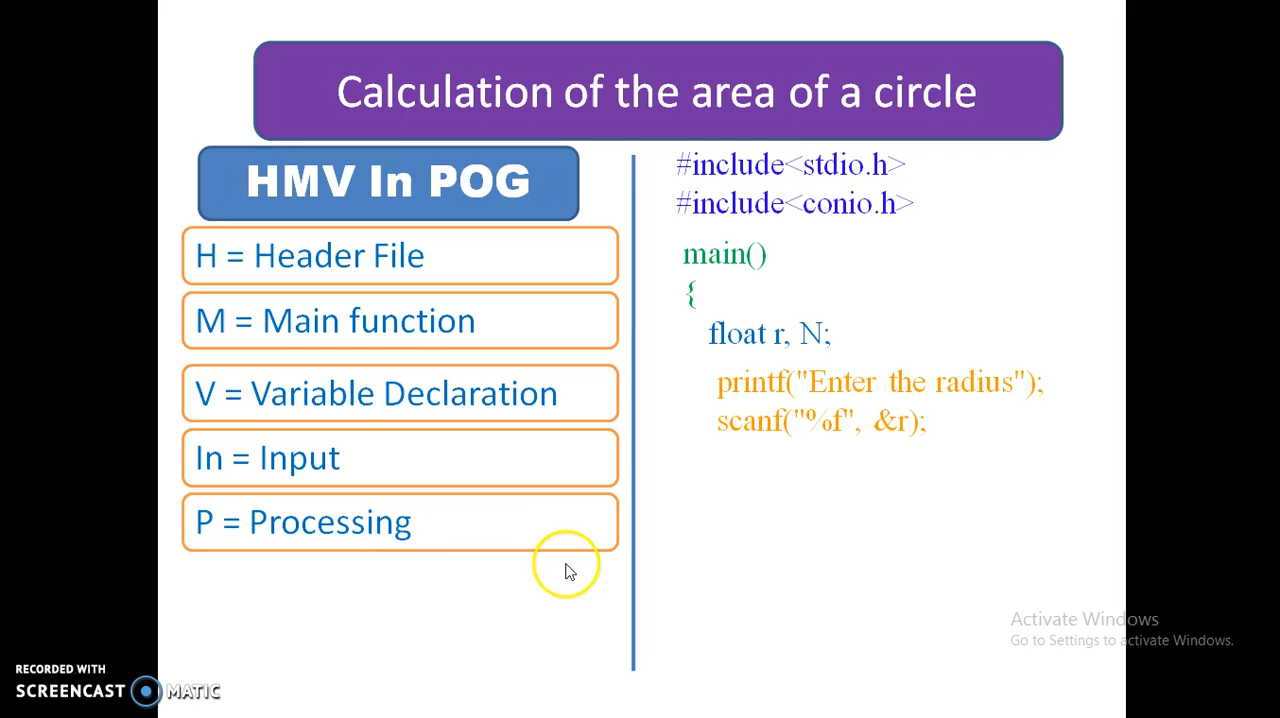 Calculation of the area of a circle
HMV In POG
H = Header File
M = Main function
V = Variable Declaration
In = Input
P = Processing
#include<stdio.h>
#include<conio.h>
main()
{
float r, N;
printf("Enter the radius");
scanf("%f", &r);
Activate Windows
Go to Settings to activate Windows.
RECORDED WITH
SCREENCAST MATIC